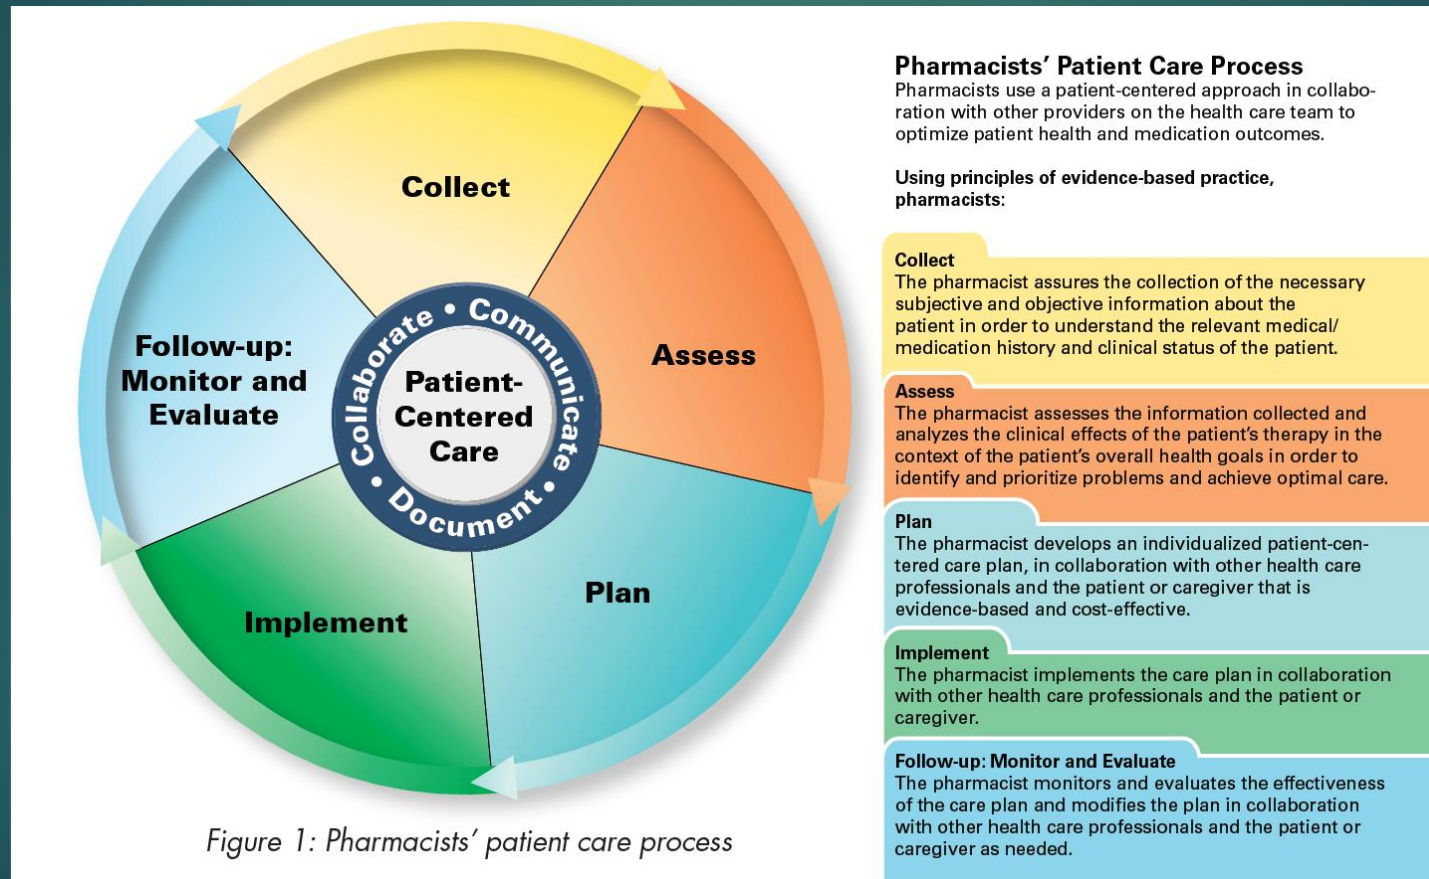 Collect
Assess
Plan
Implement
Follow-up:
Monitor and
Evaluate
Collaborate • Communicate • Document •
Patient-
Centered
Care
Figure 1: Pharmacists’ patient care process
Pharmacists’ Patient Care Process
Pharmacists use a patient-centered approach in collabo-
ration with other providers on the health care team to
optimize patient health and medication outcomes.
Using principles of evidence-based practice,
pharmacists:
Collect
The pharmacist assures the collection of the necessary
subjective and objective information about the
patient in order to understand the relevant medical/
medication history and clinical status of the patient.
Assess
The pharmacist assesses the information collected and
analyzes the clinical effects of the patient’s therapy in the
context of the patient’s overall health goals in order to
identify and prioritize problems and achieve optimal care.
Plan
The pharmacist develops an individualized patient-cen-
tered care plan, in collaboration with other health care
professionals and the patient or caregiver that is
evidence-based and cost-effective.
Implement
The pharmacist implements the care plan in collaboration
with other health care professionals and the patient or
caregiver.
Follow-up: Monitor and Evaluate
The pharmacist monitors and evaluates the effectiveness
of the care plan and modifies the plan in collaboration
with other health care professionals and the patient or
caregiver as needed.